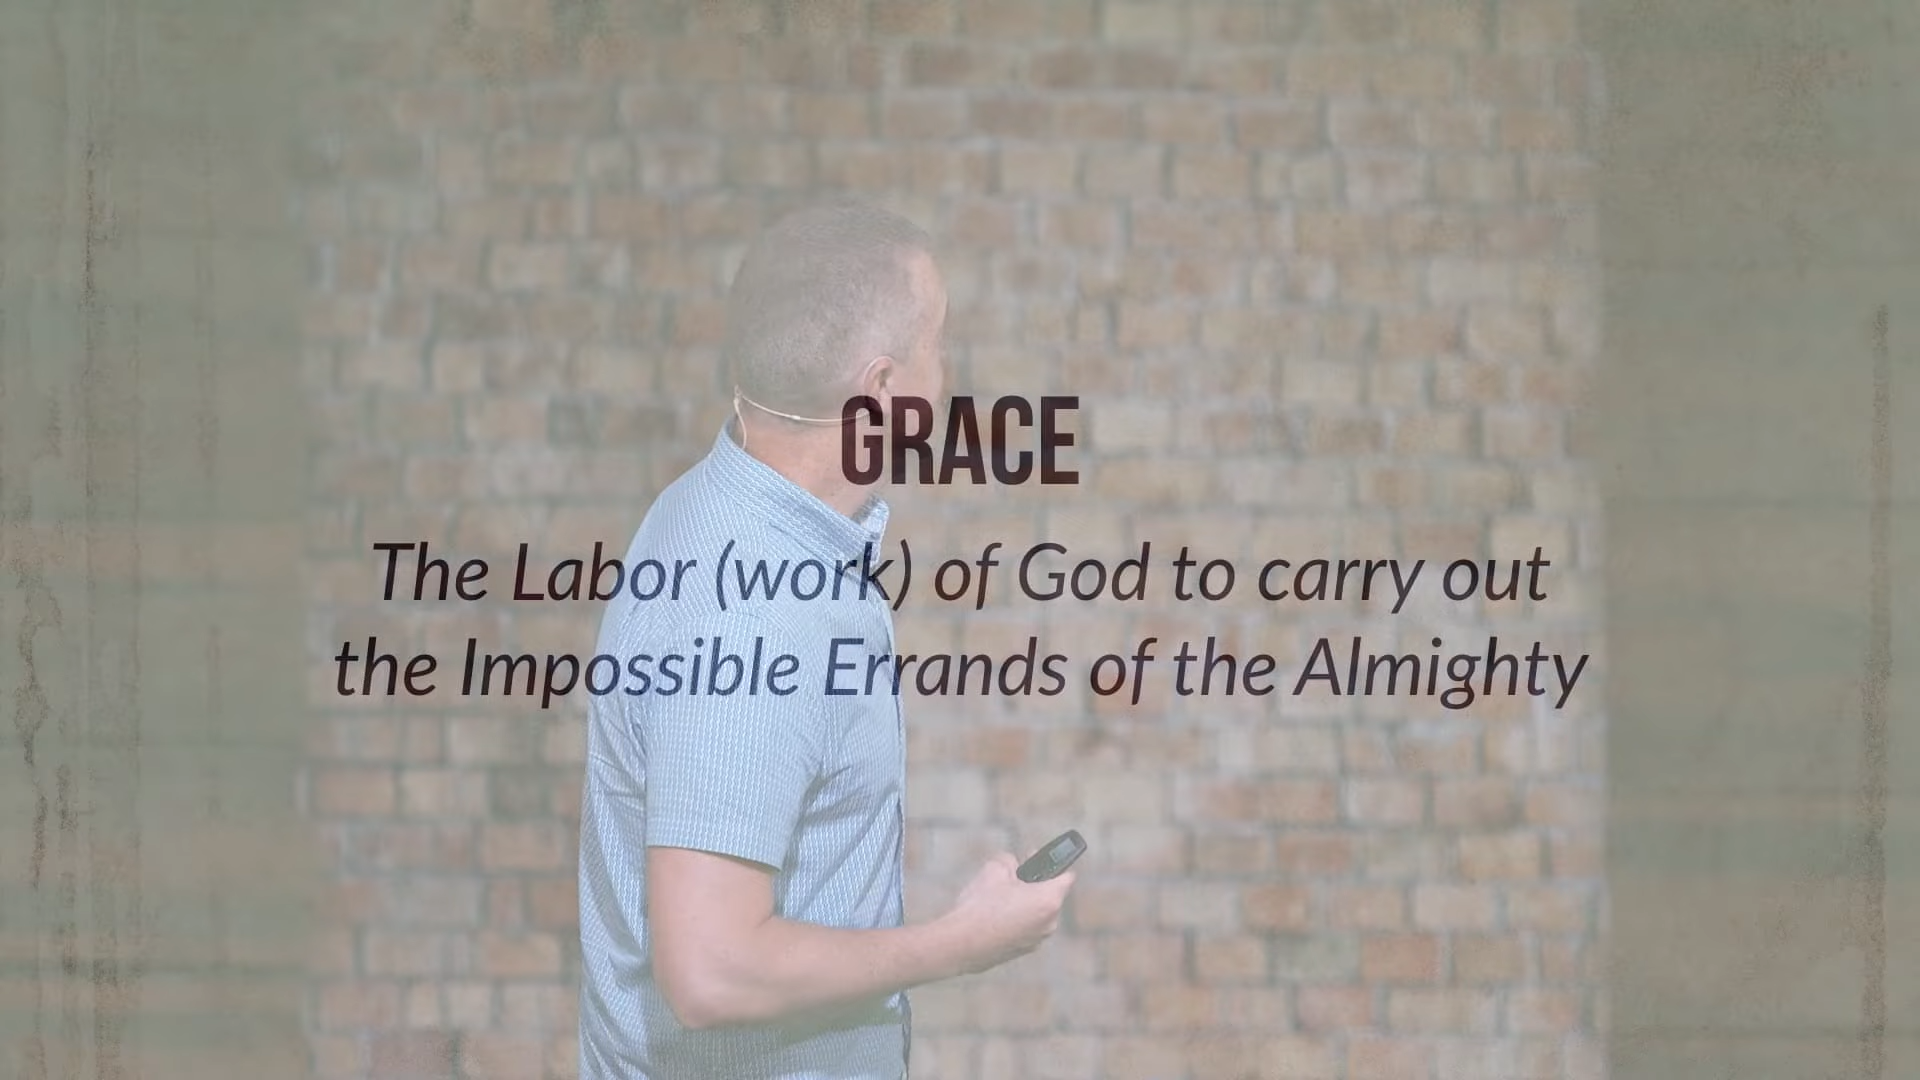 GRACE
The Labor (work) of God to carry out
the Impossible Errands of the Almighty